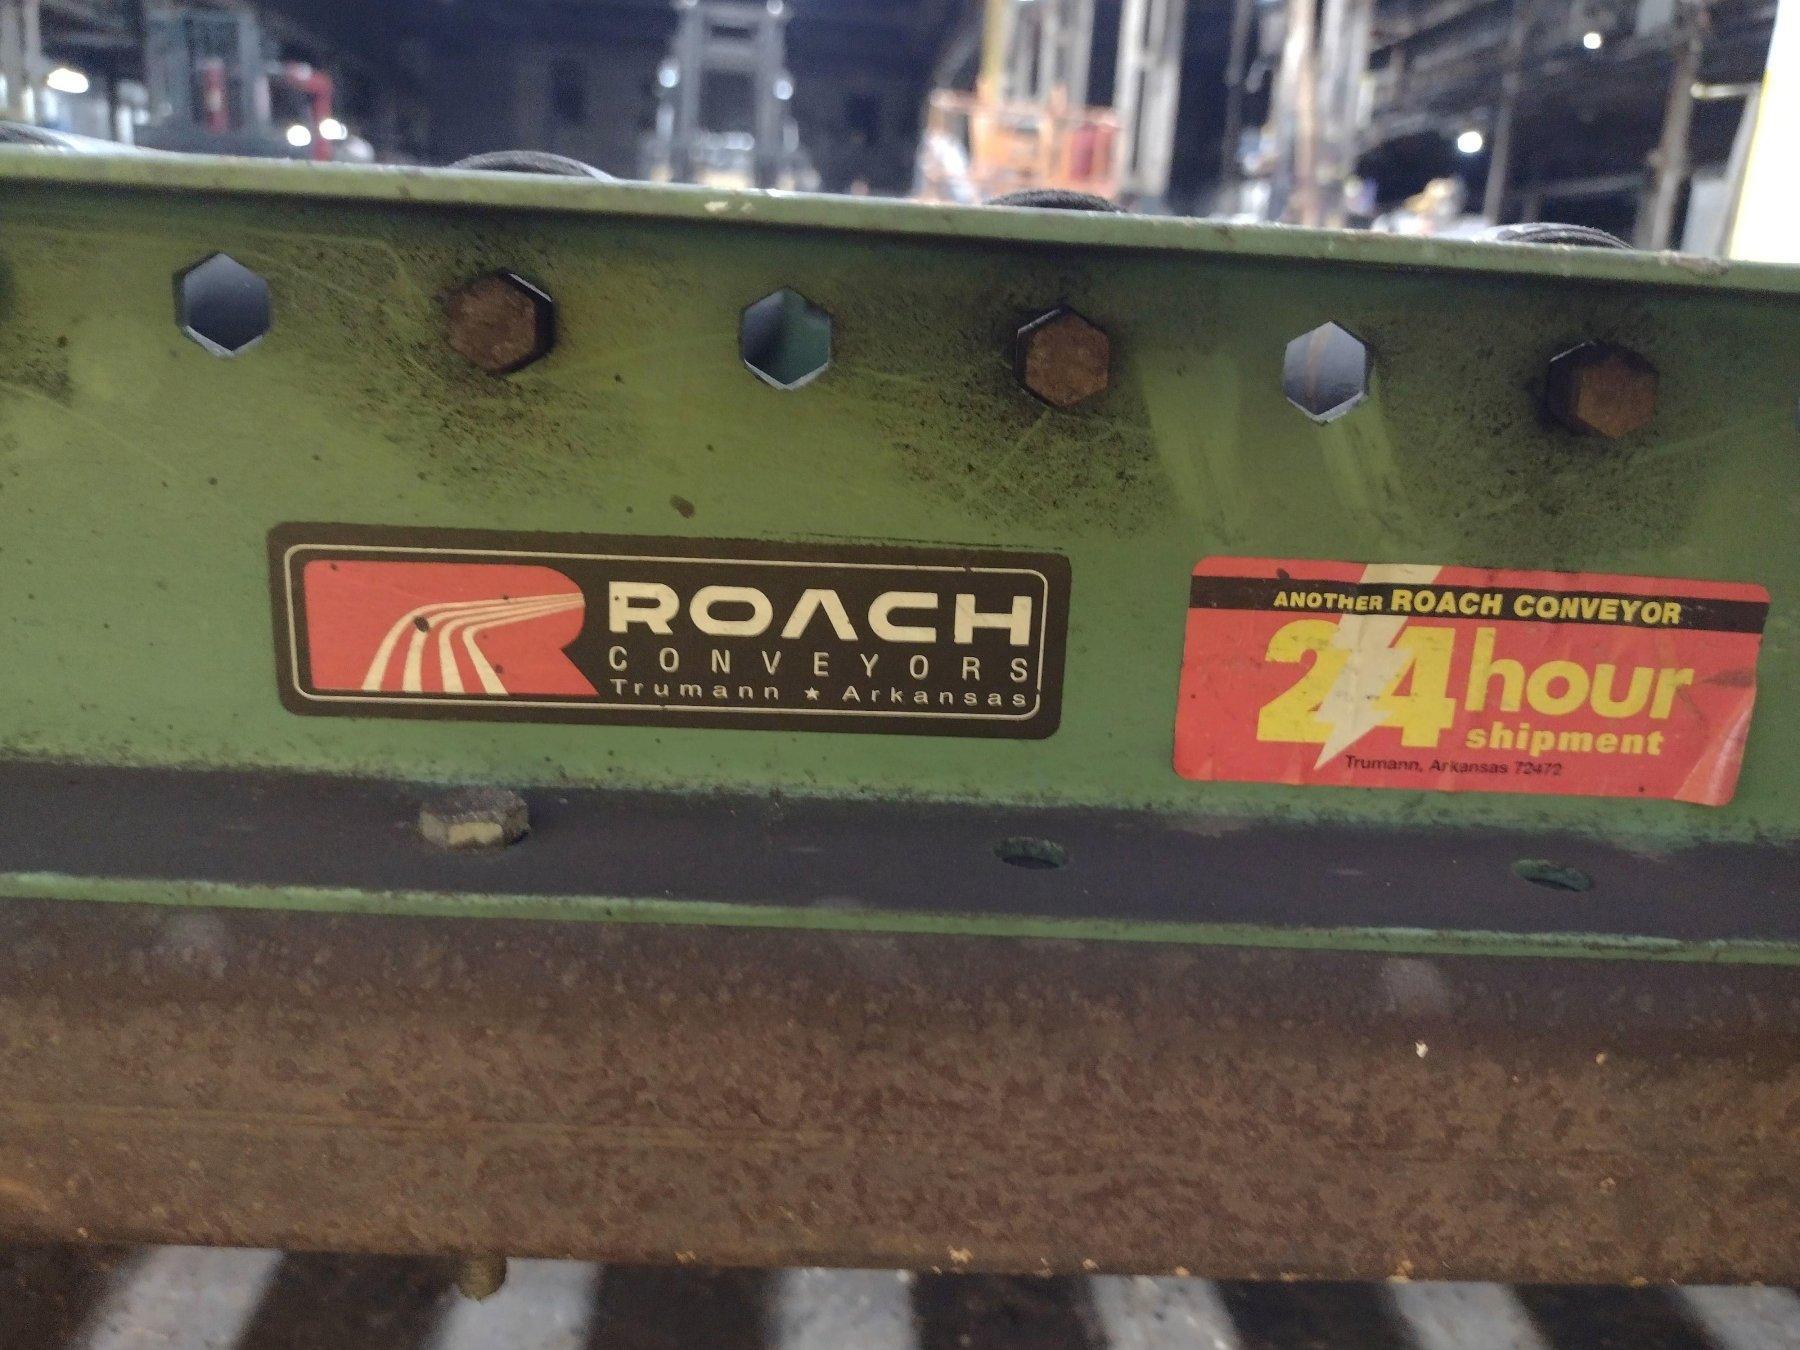 ROACH
CONVEYORS
Trumann ★ Arkansas
ANOTHER ROACH CONVEYOR
24 hour
shipment
Trumann, Arkansas 72472